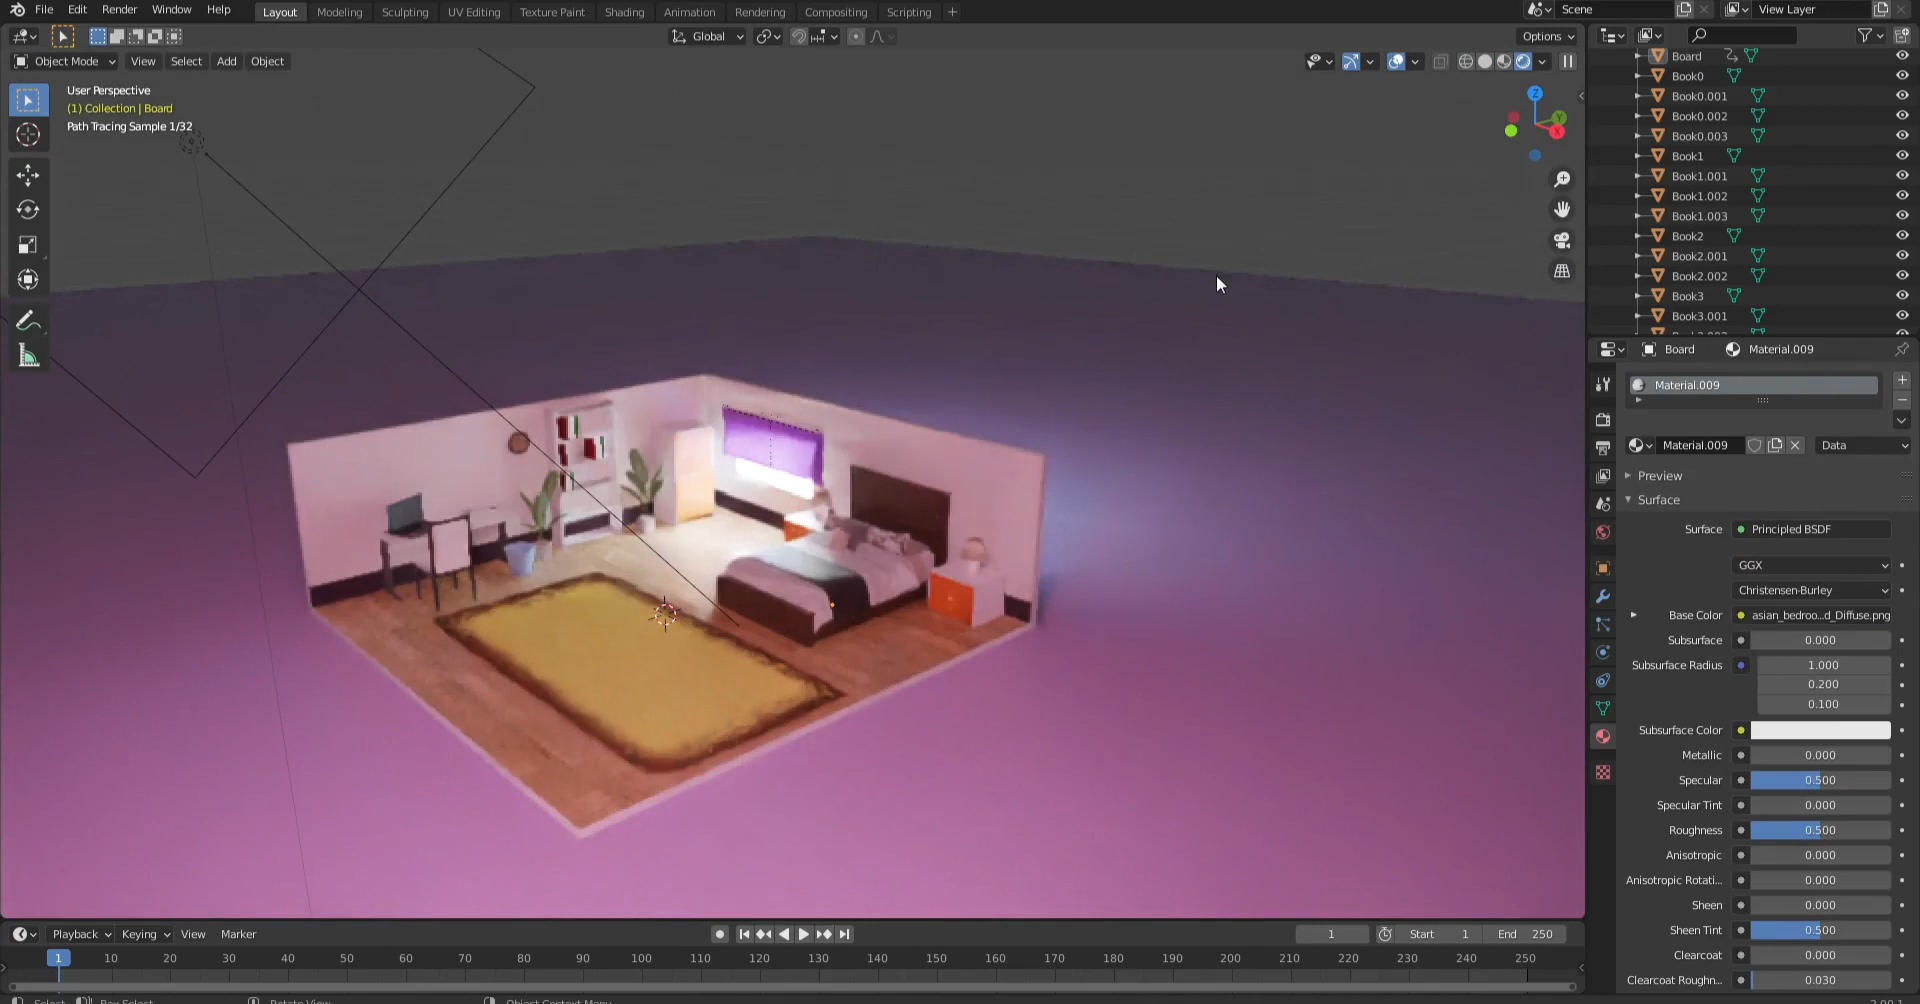 File Edit Render Window Help Layout Modeling Sculpting UV Editing Texture Paint Shading Animation Rendering Compositing Scripting + Scene View Layer
Global Options
Object Mode View Select Add Object
User Perspective
(1) Collection | Board
Path Tracing Sample 1/32
Z
Y
X
Board
Book0
Book0.001
Book0.002
Book0.003
Book1
Book1.001
Book1.002
Book1.003
Book2
Book2.001
Book2.002
Book3
Book3.001
Board Material.009
Material.009
Material.009 Data
Preview
Surface
Surface Principled BSDF
GGX
Christensen-Burley
Base Color asian_bedroo...d_Diffuse.png
Subsurface 0.000
Subsurface Radius 1.000
0.200
0.100
Subsurface Color
Metallic 0.000
Specular 0.500
Specular Tint 0.000
Roughness 0.500
Anisotropic 0.000
Anisotropic Rotati... 0.000
Sheen 0.000
Sheen Tint 0.500
Clearcoat 0.000
Clearcoat Roughn... 0.030
Playback Keying View Marker 1 Start 1 End 250
1 10 20 30 40 50 60 70 80 90 100 110 120 130 140 150 160 170 180 190 200 210 220 230 240 250
Select Box Select Rotate View Object Context Menu